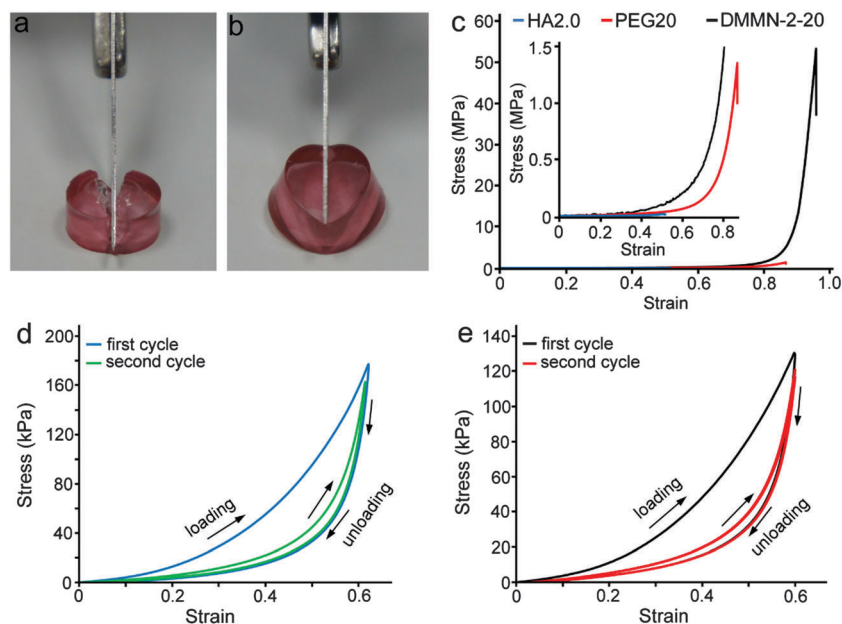 a
b
c
HA2.0 PEG20 DMMN-2-20
Stress (MPa)
60
50
40
30
20
10
0
0 0.2 0.4 0.6 0.8 1.0
Strain
Stress (MPa)
1.5
1.0
0.5
0
0 0.2 0.4 0.6 0.8
Strain
d
first cycle
second cycle
loading
unloading
Stress (kPa)
200
160
120
80
40
0
0 0.2 0.4 0.6
Strain
e
first cycle
second cycle
loading
unloading
Stress (kPa)
140
120
100
80
60
40
20
0
0 0.2 0.4 0.6
Strain